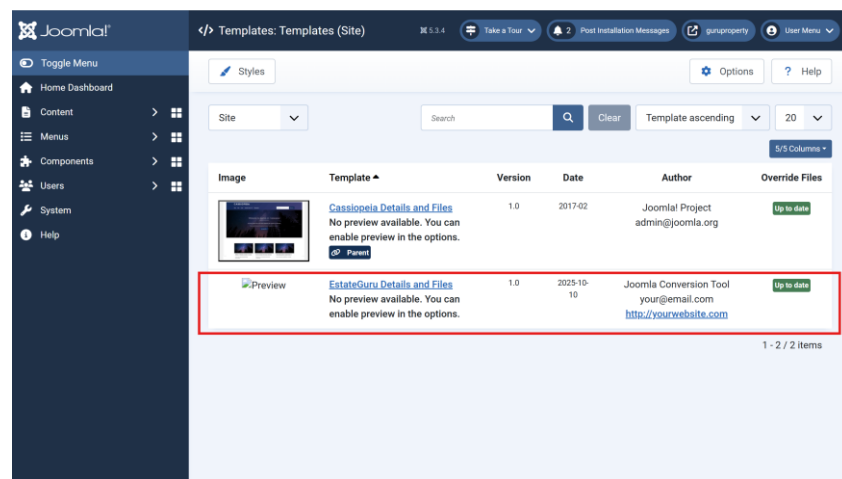 Joomla!
Templates: Templates (Site)
5.3.4
Take a Tour
2 Post Installation Messages
guruproperty
User Menu
Toggle Menu
Home Dashboard
Content
Menus
Components
Users
System
Help
Styles
Options
? Help
Site
Search
Clear
Template ascending
20
5/5 Columns
Image Template Version Date Author Override Files
Cassiopeia Details and Files
No preview available. You can
enable preview in the options.
Parent
1.0
2017-02
Joomla! Project
admin@joomla.org
Up to date
Preview
EstateGuru Details and Files
No preview available. You can
enable preview in the options.
1.0
2025-10-
10
Joomla Conversion Tool
your@email.com
http://yourwebsite.com
Up to date
1 - 2 / 2 items